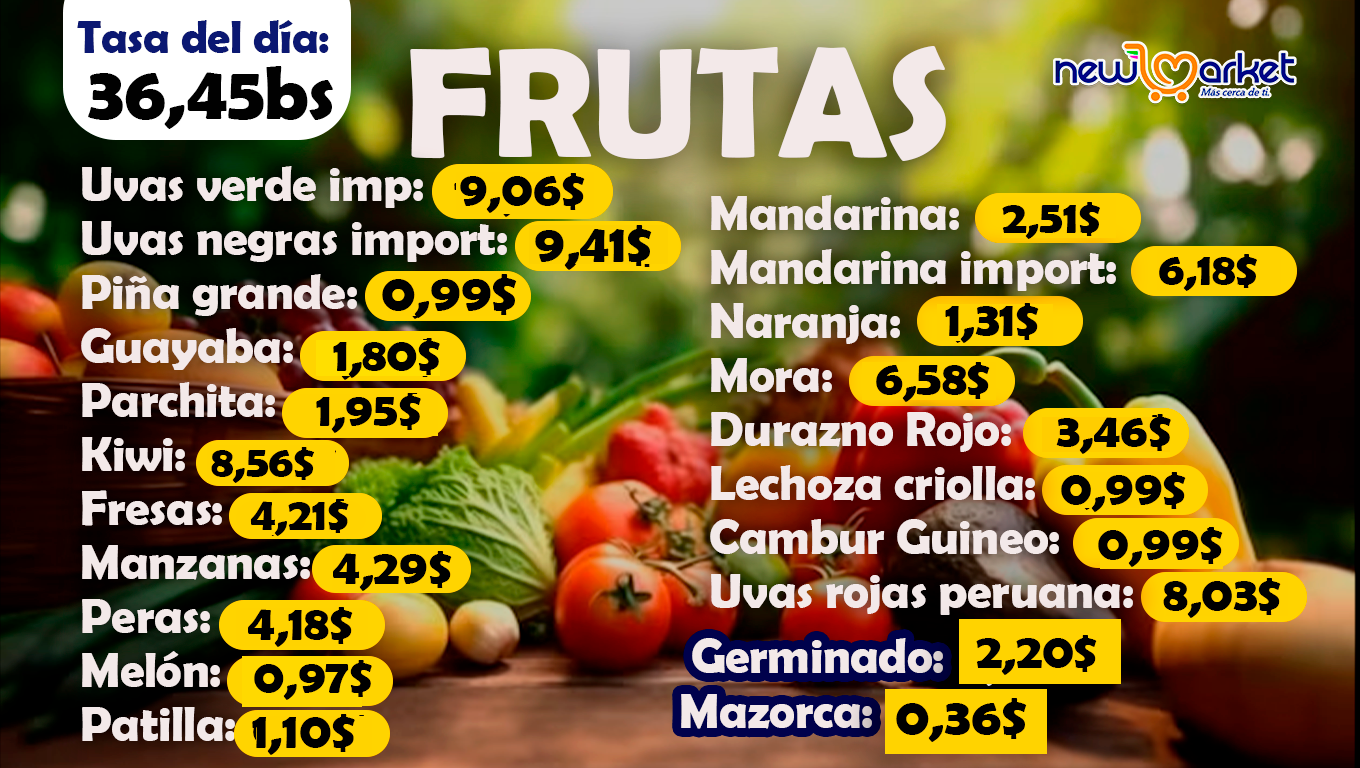 Tasa del día:
36,45bs
FRUTAS
newmarket
Más cerca de ti.
Uvas verde imp: 9,06$
Uvas negras import: 9,41$
Piña grande: 0,99$
Guayaba: 1,80$
Parchita: 1,95$
Kiwi: 8,56$
Fresas: 4,21$
Manzanas: 4,29$
Peras: 4,18$
Melón: 0,97$
Patilla: 1,10$
Mandarina: 2,51$
Mandarina import: 6,18$
Naranja: 1,31$
Mora: 6,58$
Durazno Rojo: 3,46$
Lechoza criolla: 0,99$
Cambur Guineo: 0,99$
Uvas rojas peruana: 8,03$
Germinado: 2,20$
Mazorca: 0,36$